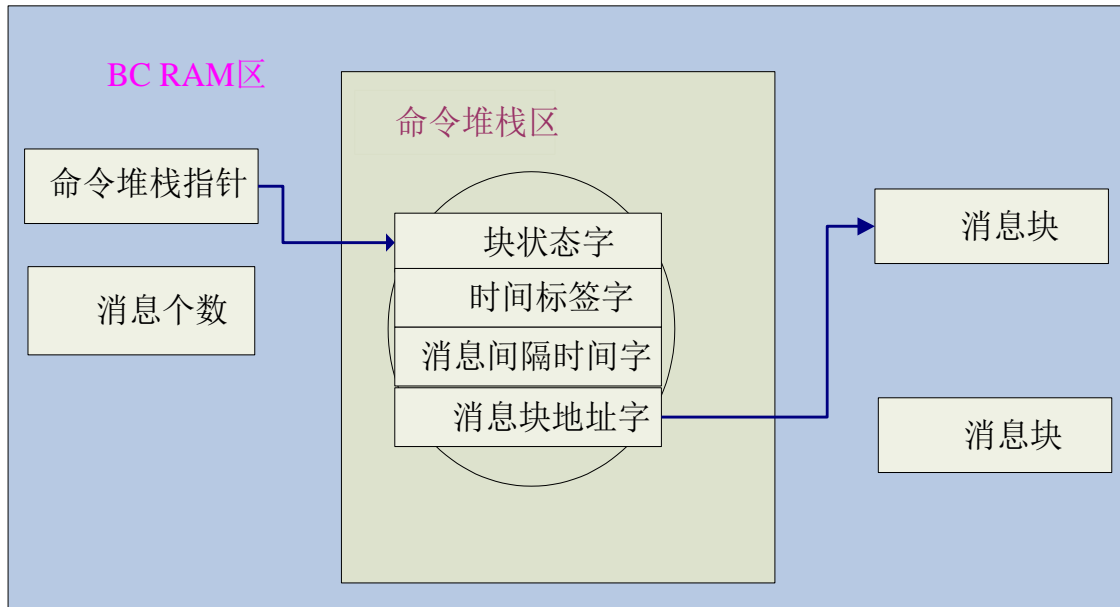 BC RAM区
命令堆栈区
命令堆栈指针
消息个数
块状态字
时间标签字
消息间隔时间字
消息块地址字
消息块
消息块